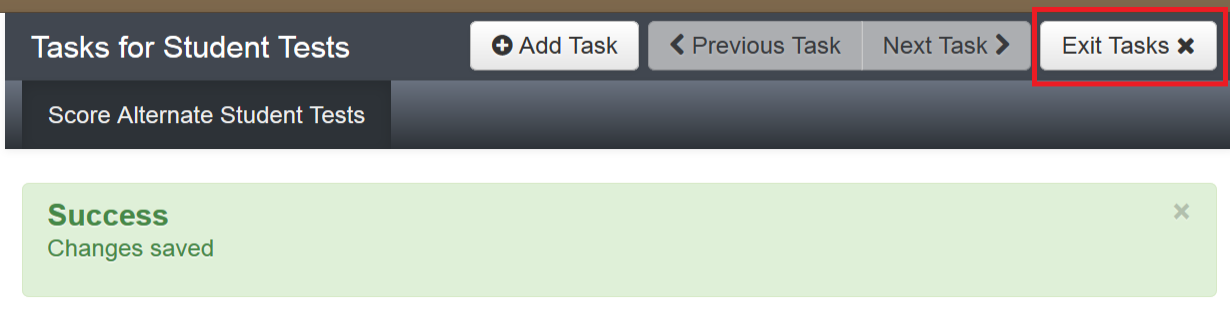 Tasks for Student Tests Add Task Previous Task Next Task Exit Tasks
Score Alternate Student Tests
Success
Changes saved